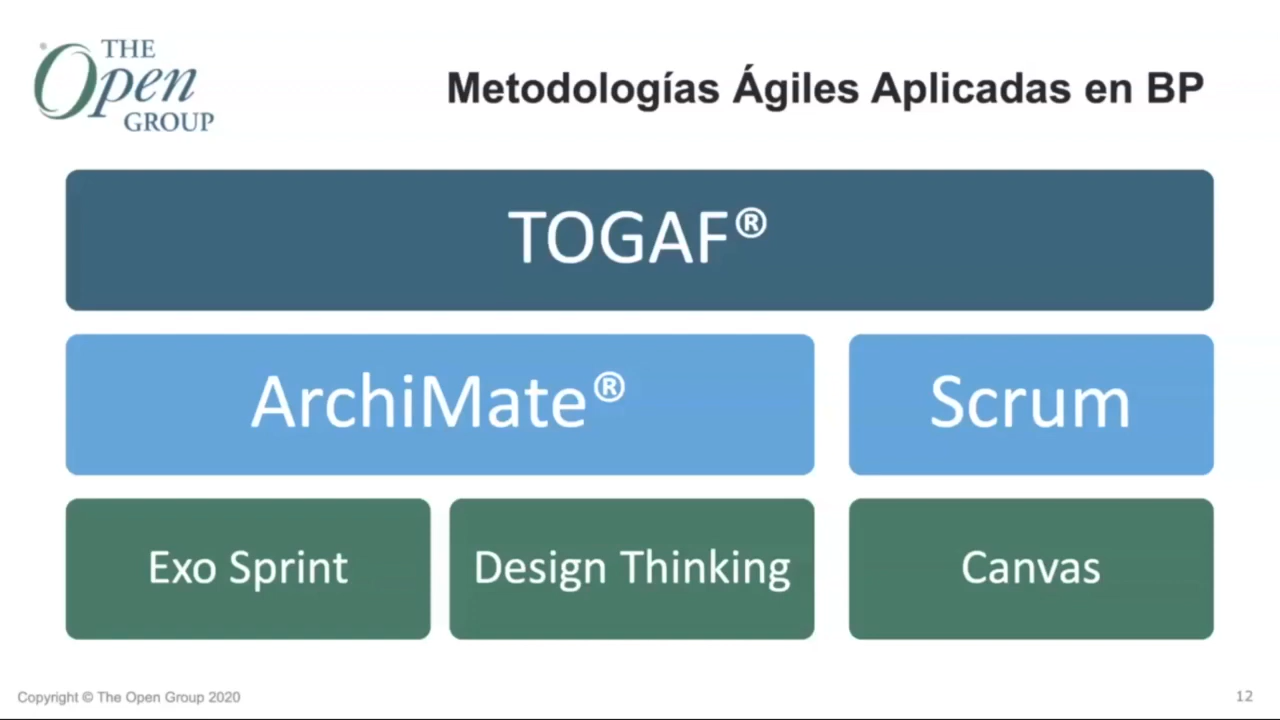 THE
Open
GROUP
Metodologías Ágiles Aplicadas en BP
TOGAF®
ArchiMate®
Scrum
Exo Sprint
Design Thinking
Canvas
Copyright © The Open Group 2020
12